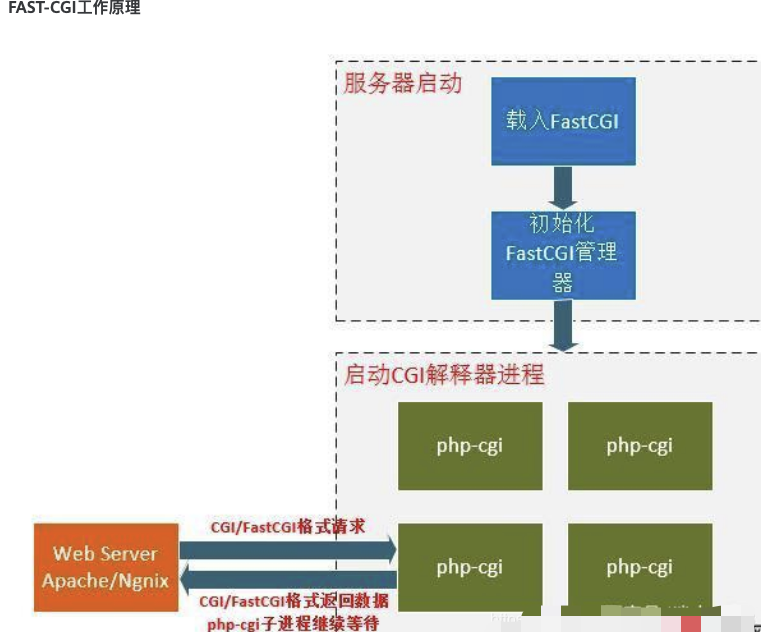 FAST-CGI工作原理
服务器启动
载入FastCGI
初始化
FastCGI管理
器
启动CGI解释器进程
php-cgi
php-cgi
CGI/FastCGI格式请求
Web Server
Apache/Ngnix
php-cgi
php-cgi
CGI/FastCGI格式返回数据
php-cgi子进程继续等待